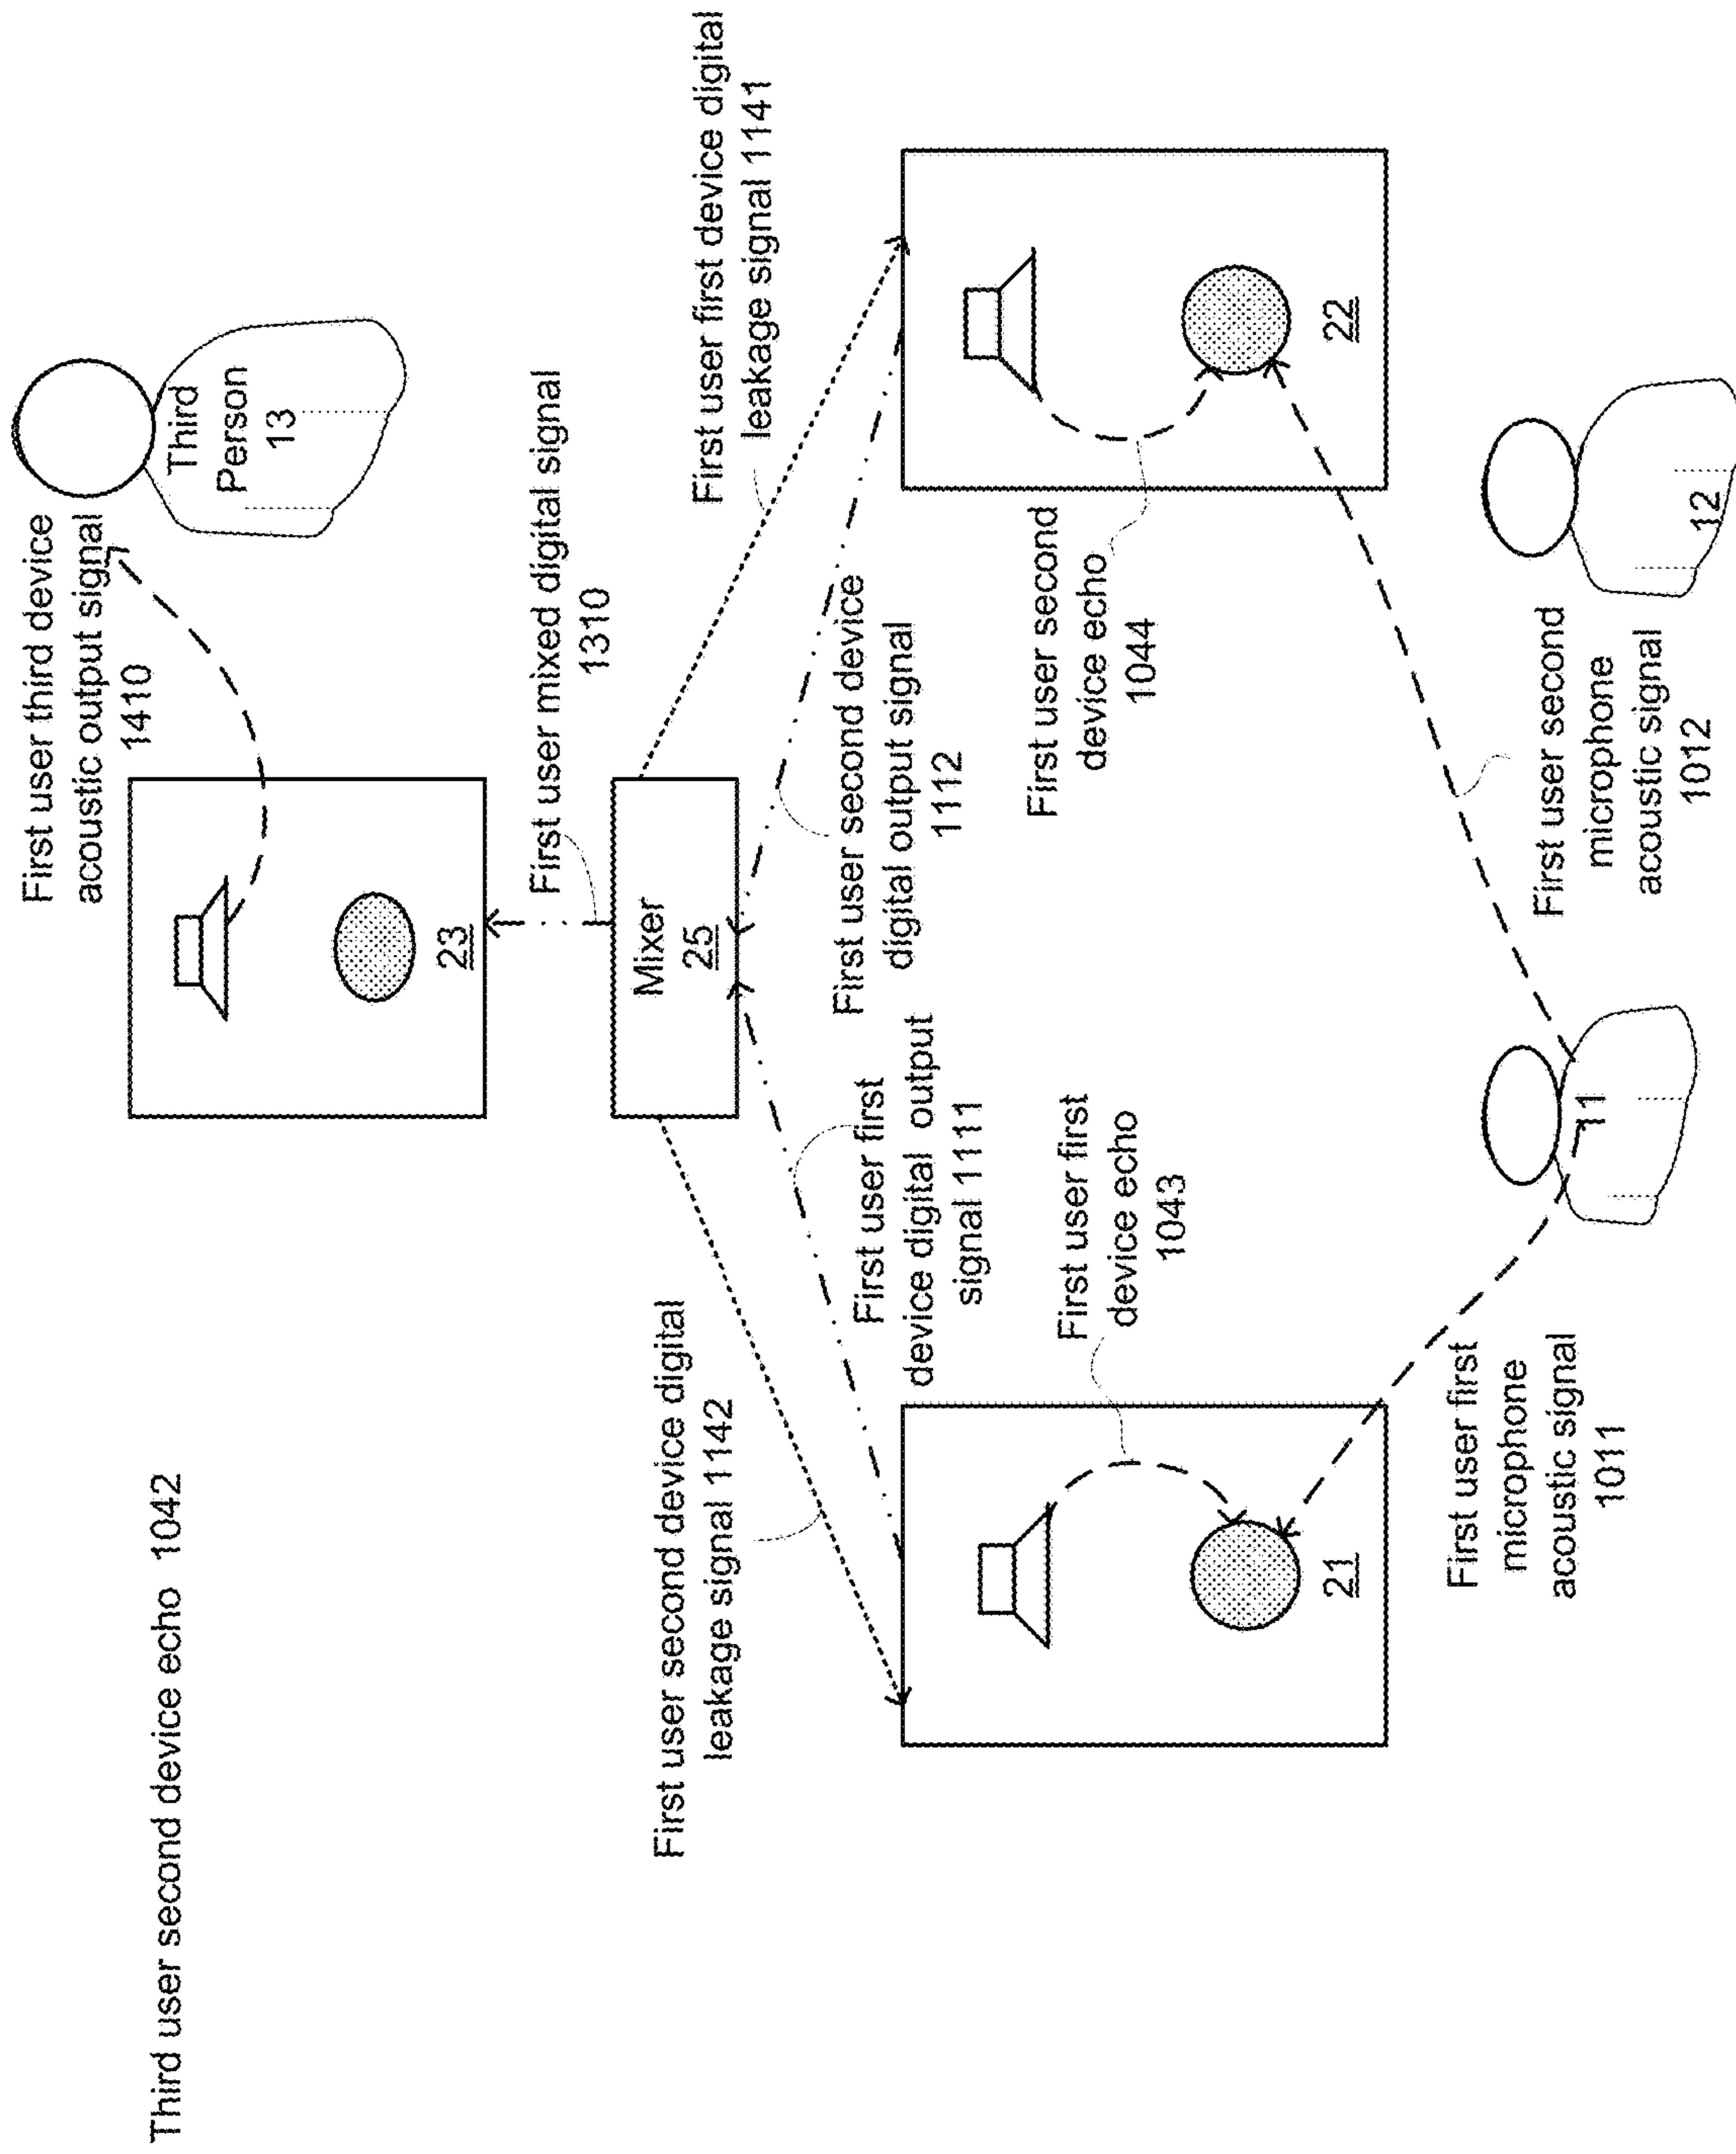 Third user second device echo 1042
First user third device
acoustic output signal
1410
Third
Person
13
23
First user mixed digital signal
1310
Mixer
25
First user second device digital
leakage signal 1142
First user first device digital
leakage signal 1141
First user first
device digital output
signal 1111
First user second device
digital output signal
1112
First user first
device echo
1043
First user second
device echo
1044
21
22
First user first
microphone
acoustic signal
1011
11
First user second
microphone
acoustic signal
1012
12